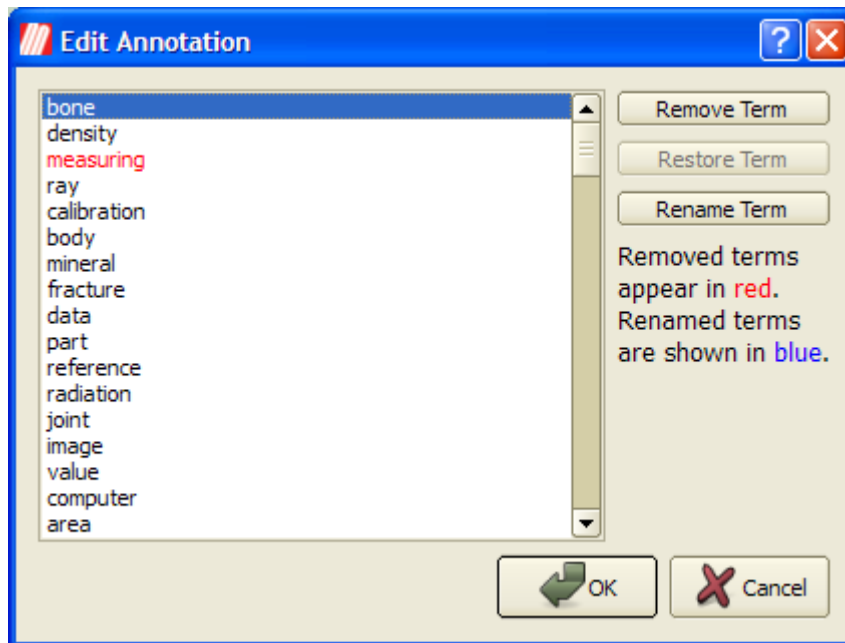 Edit Annotation
bone
density
measuring
ray
calibration
body
mineral
fracture
data
part
reference
radiation
joint
image
value
computer
area
Remove Term
Restore Term
Rename Term
Removed terms
appear in red.
Renamed terms
are shown in blue.
OK
Cancel